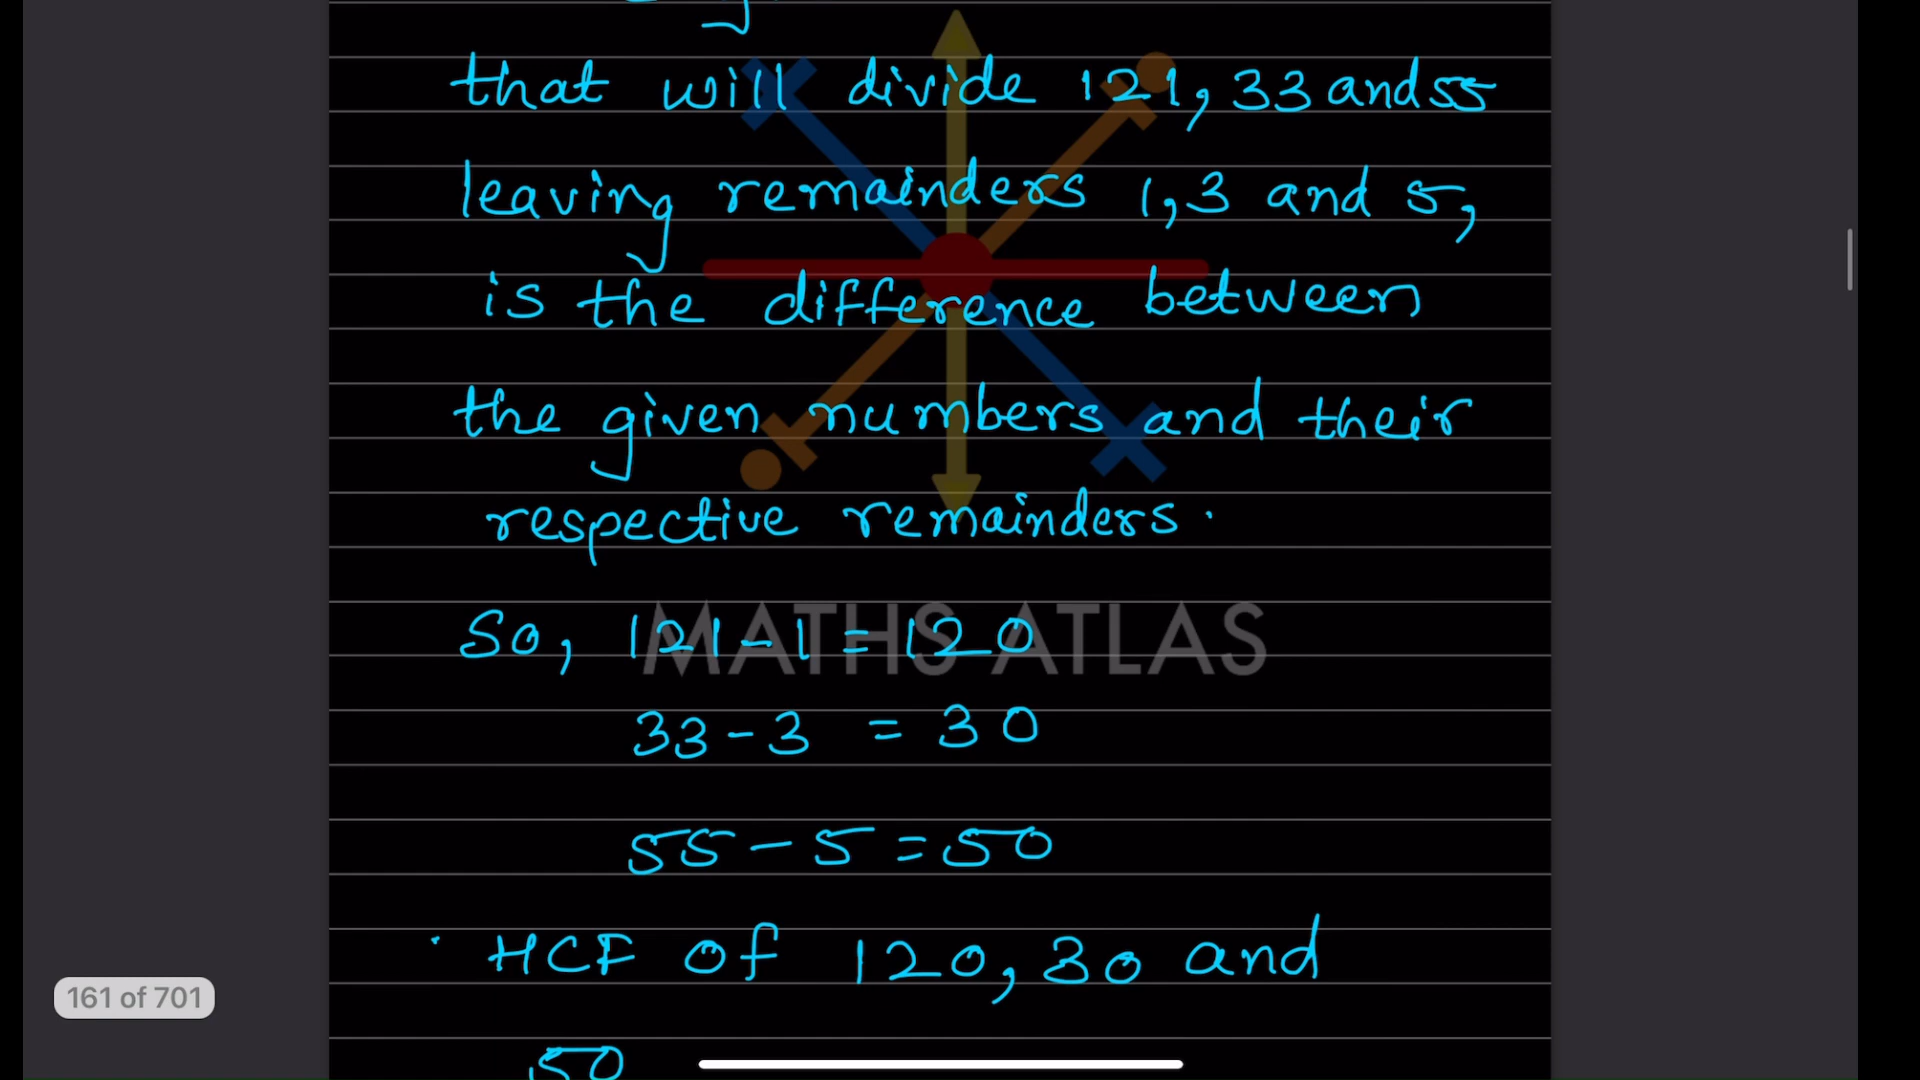 that will divide 121, 33 and 55
leaving remainders 1, 3 and 5,
is the difference between
the given numbers and their
respective remainders.
MATHS ATLAS
So, 121 - 1 = 120
33 - 3 = 30
55 - 5 = 50
HCF of 120, 30 and
50
161 of 701